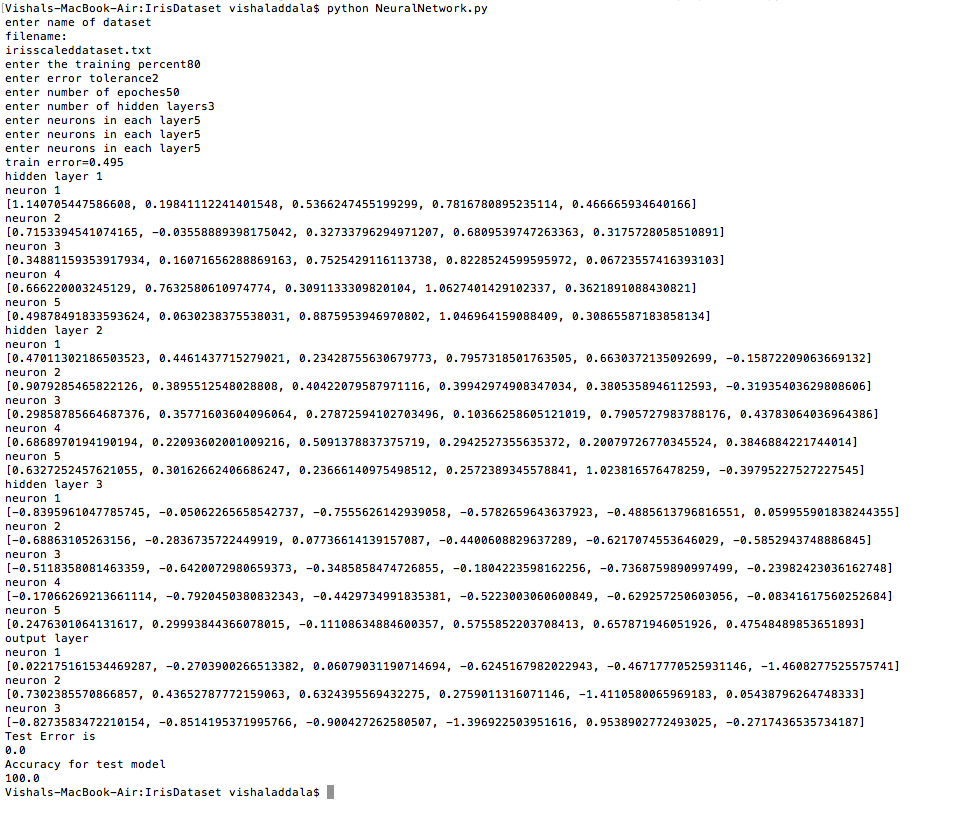 Vishals-MacBook-Air:IrisDataset vishaladdala$ python NeuralNetwork.py
enter name of dataset
filename:
irisscaleddataset.txt
enter the training percent80
enter error tolerance2
enter number of epoches50
enter number of hidden layers3
enter neurons in each layer5
enter neurons in each layer5
enter neurons in each layer5
train error=0.495
hidden layer 1
neuron 1
[1.140705447586608, 0.19841112241401548, 0.5366247455199299, 0.7816780895235114, 0.466665934640166]
neuron 2
[0.7153394541074165, -0.03558889398175042, 0.32733796294971207, 0.6809539747263363, 0.3175728058510891]
neuron 3
[0.34881159353917934, 0.16071656288869163, 0.7525429116113738, 0.8228524599595972, 0.06723557416393103]
neuron 4
[0.666220003245129, 0.7632580610974774, 0.3091133309820104, 1.0627401429102337, 0.3621891088430821]
neuron 5
[0.49878491833593624, 0.0630238375538031, 0.8875953946970802, 1.046964159088409, 0.30865587183858134]
hidden layer 2
neuron 1
[0.47011302186503523, 0.4461437715279021, 0.23428755630679773, 0.7957318501763505, 0.6630372135092699, -0.15872209063669132]
neuron 2
[0.9079285465822126, 0.3895512548028808, 0.40422079587971116, 0.39942974908347034, 0.3805358946112593, -0.31935403629808606]
neuron 3
[0.29858785664687376, 0.35771603604096064, 0.27872594102703496, 0.10366258605121019, 0.7905727983788176, 0.43783064036964386]
neuron 4
[0.6868970194190194, 0.22093602001009216, 0.5091378837375719, 0.2942527355635372, 0.20079726770345524, 0.3846884221744014]
neuron 5
[0.6327252457621055, 0.30162662406686247, 0.23666140975498512, 0.2572389345578841, 1.023816576478259, -0.39795227527227545]
hidden layer 3
neuron 1
[-0.8395961047785745, -0.05062265658542737, -0.7555626142939058, -0.5782659643637923, -0.4885613796816551, 0.059955901838244355]
neuron 2
[-0.68863105263156, -0.2836735722449919, 0.07736614139157087, -0.4400608829637289, -0.6217074553646029, -0.5852943748886845]
neuron 3
[-0.5118358081463359, -0.6420072980659373, -0.3485858474726855, -0.1804223598162256, -0.7368759890997499, -0.23982423036162748]
neuron 4
[-0.17066269213661114, -0.7920450380832343, -0.4429734991835381, -0.5223003060600849, -0.629257250603056, -0.08341617560252684]
neuron 5
[0.2476301064131617, 0.29993844366078015, -0.11108634884600357, 0.5755852203708413, 0.657871946051926, 0.47548489853651893]
output layer
neuron 1
[0.022175161534469287, -0.2703900266513382, 0.06079031190714694, -0.6245167982022943, -0.46717770525931146, -1.4608277525575741]
neuron 2
[0.7302385570866857, 0.43652787772159063, 0.6324395569432275, 0.2759011316071146, -1.4110580065969183, 0.05438796264748333]
neuron 3
[-0.8273583472210154, -0.8514195371995766, -0.900427262580507, -1.396922503951616, 0.9538902772493025, -0.2717436535734187]
Test Error is
0.0
Accuracy for test model
100.0
Vishals-MacBook-Air:IrisDataset vishaladdala$